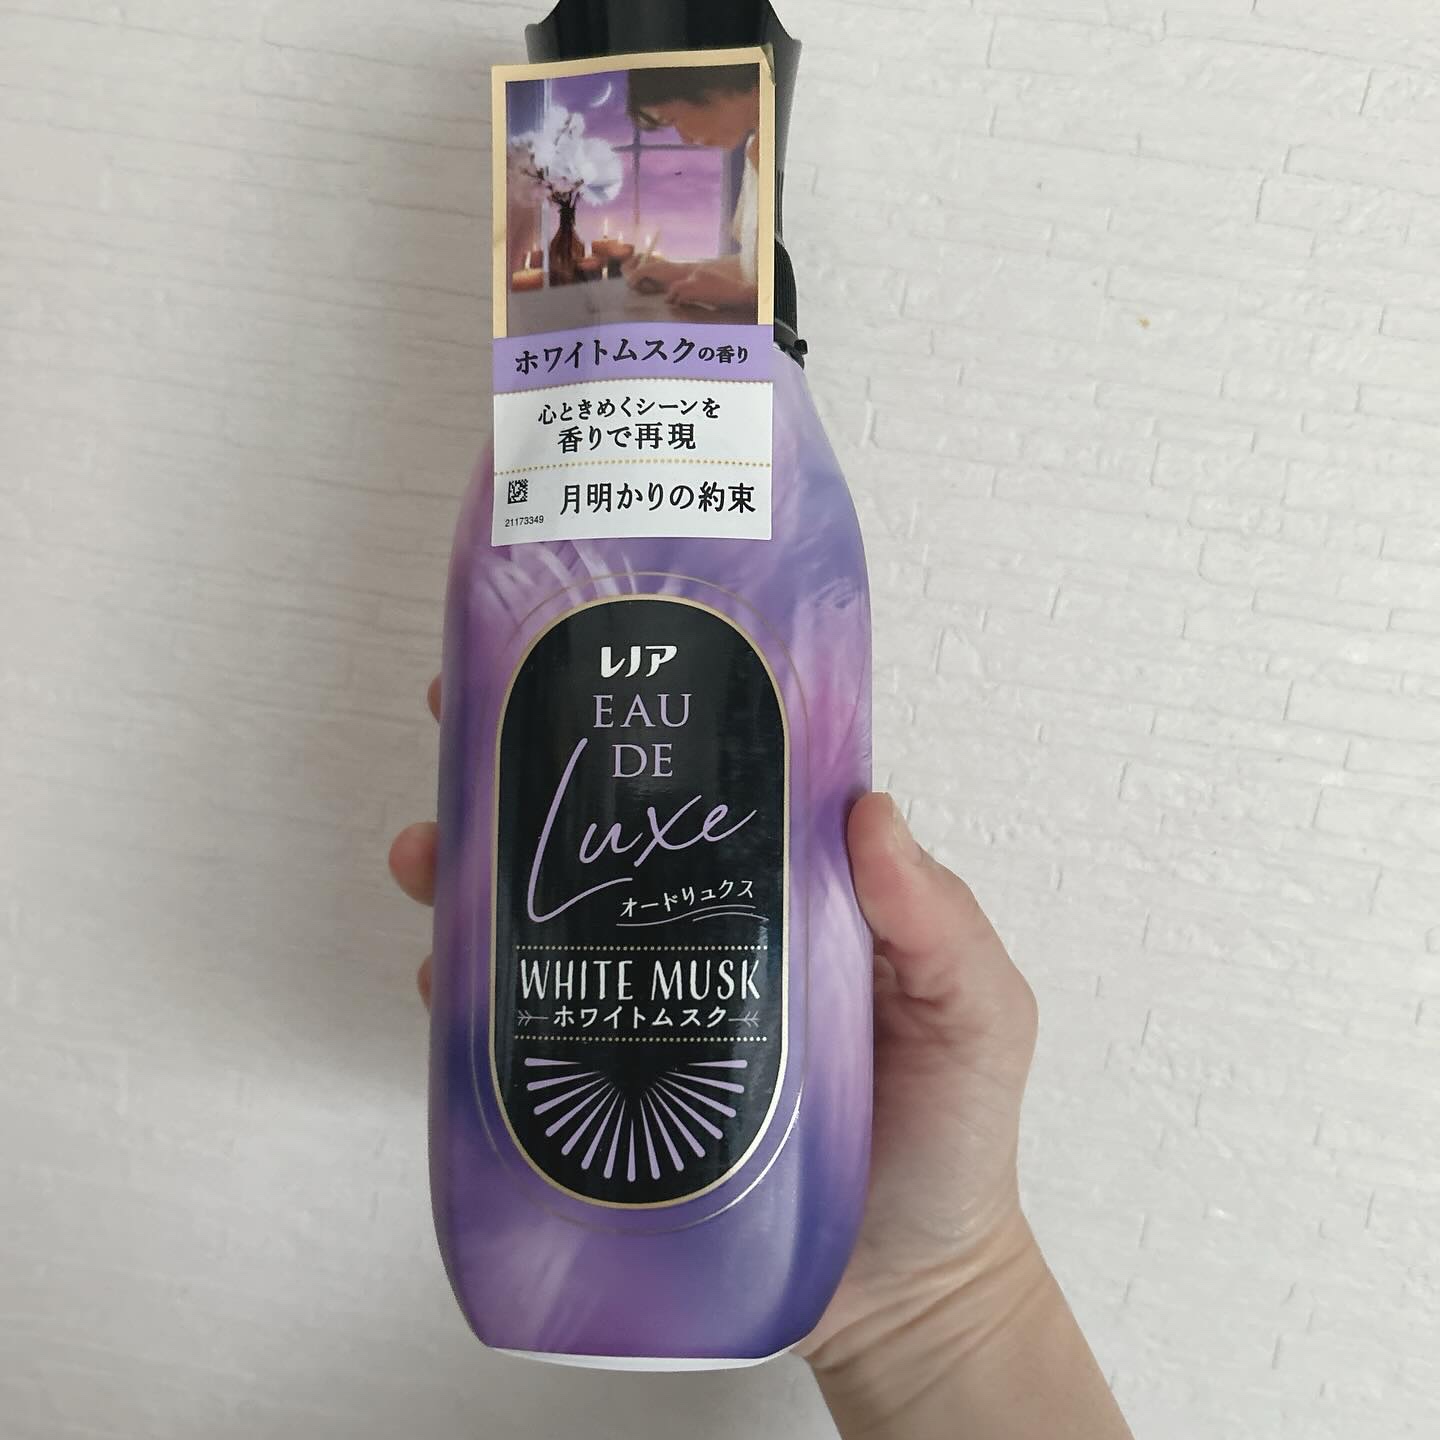 ホワイトムスクの香り
心ときめくシーンを
香りで再現
月明かりの約束
21173349
レノア
EAU
DE
Luxe
オードリュクス
WHITE MUSK
ホワイトムスク